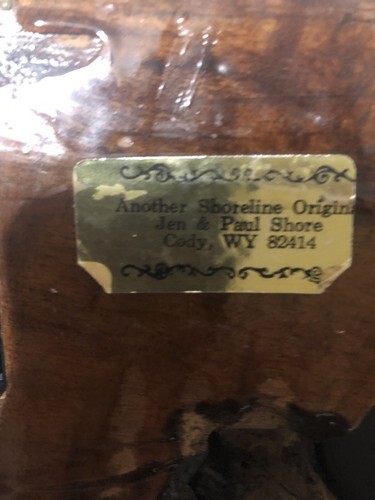 Another Shoreline Origin
Jen & Paul Shore
Cody, WY 82414